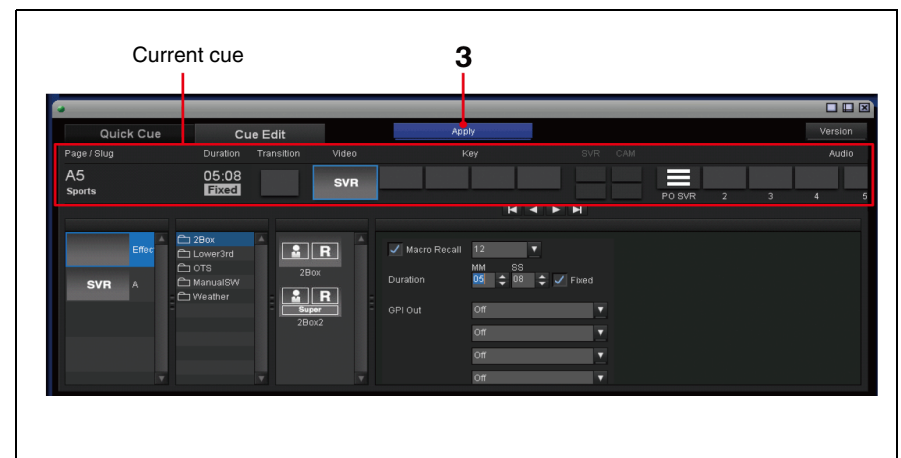 Current cue
3
Quick Cue
Cue Edit
Apply
Version
Page / Slug
Duration
Transition
Video
Key
SVR
CAM
Audio
A5
Sports
05:08
Fixed
SVR
PO SVR
2
3
4
5
Effec
SVR
A
2Box
Lower3rd
OTS
ManualSW
Weather
R
2Box
R
Super
2Box2
Macro Recall
12
MM
SS
Duration
05
08
Fixed
GPI Out
Off
Off
Off
Off